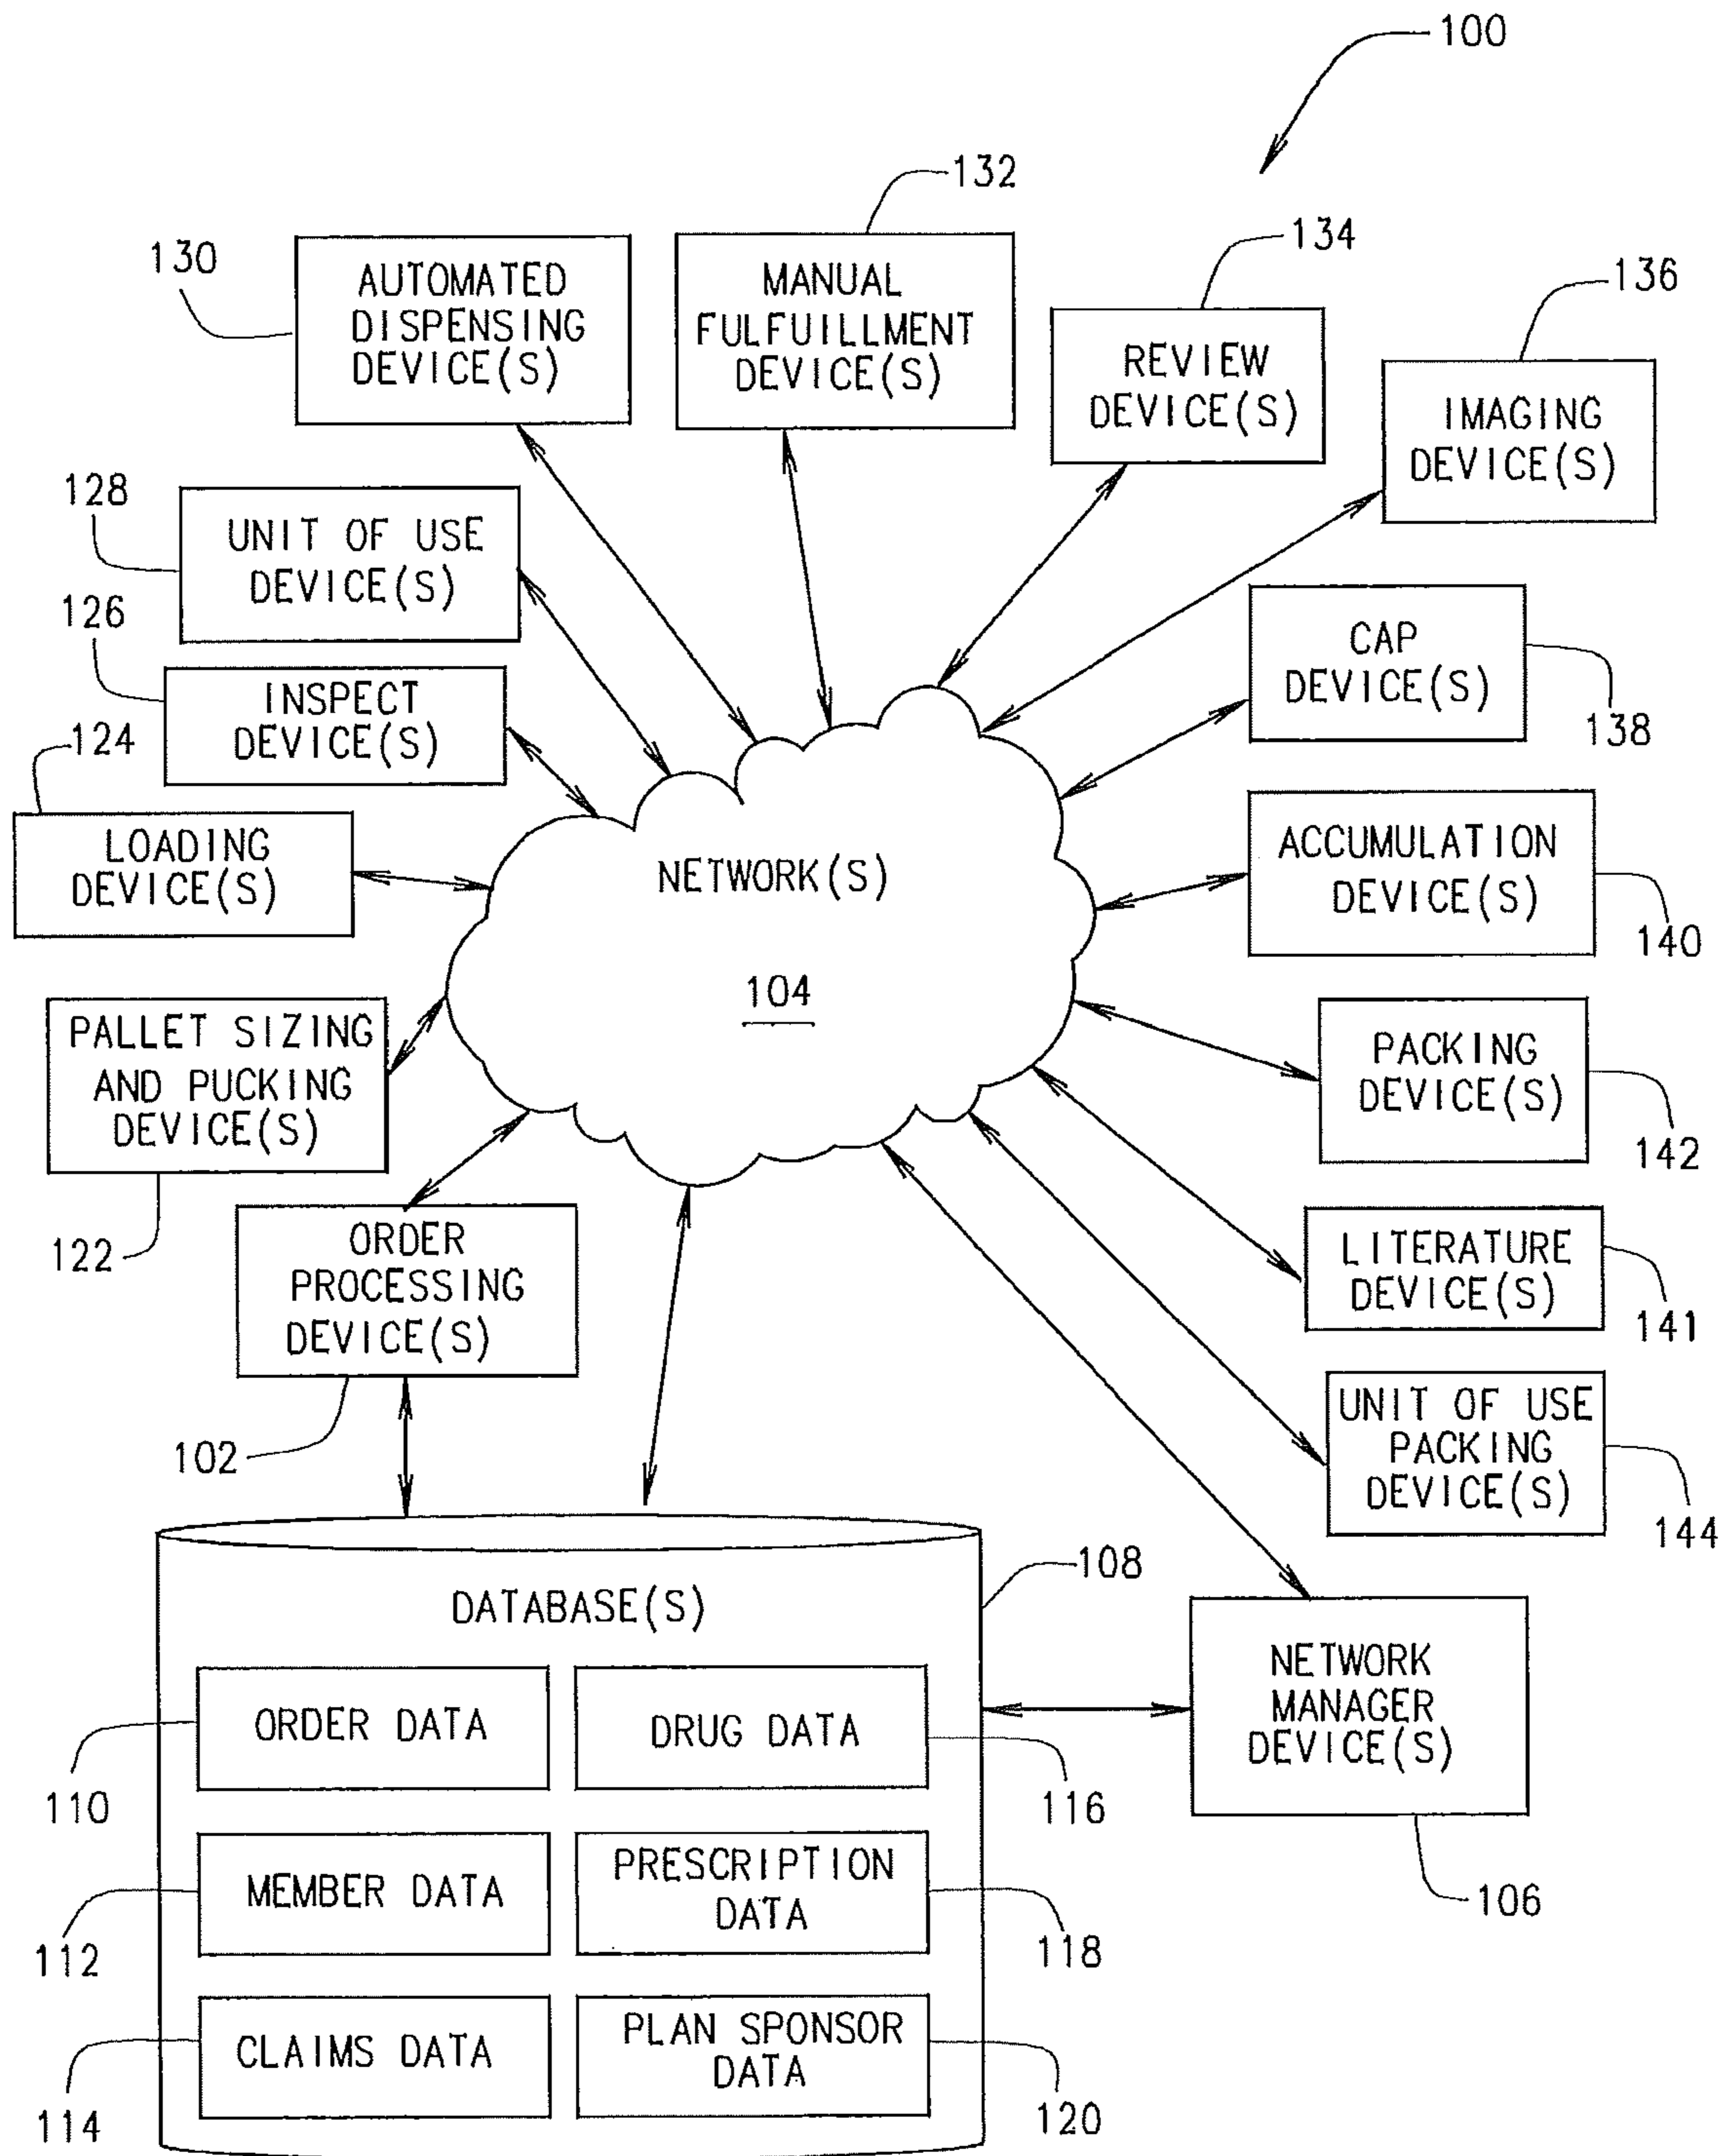 100
132
130
AUTOMATED
DISPENSING
DEVICE(S)
MANUAL
FULFUILLMENT
DEVICE(S)
134
REVIEW
DEVICE(S)
136
IMAGING
DEVICE(S)
128
UNIT OF USE
DEVICE(S)
126
INSPECT
DEVICE(S)
CAP
DEVICE(S)
138
124
LOADING
DEVICE(S)
NETWORK(S)
104
ACCUMULATION
DEVICE(S)
140
PALLET SIZING
AND PUCKING
DEVICE(S)
122
PACKING
DEVICE(S)
142
ORDER
PROCESSING
DEVICE(S)
102
LITERATURE
DEVICE(S)
141
UNIT OF USE
PACKING
DEVICE(S)
144
108
DATABASE(S)
ORDER DATA
110
DRUG DATA
116
NETWORK
MANAGER
DEVICE(S)
106
MEMBER DATA
112
PRESCRIPTION
DATA
118
CLAIMS DATA
114
PLAN SPONSOR
DATA
120